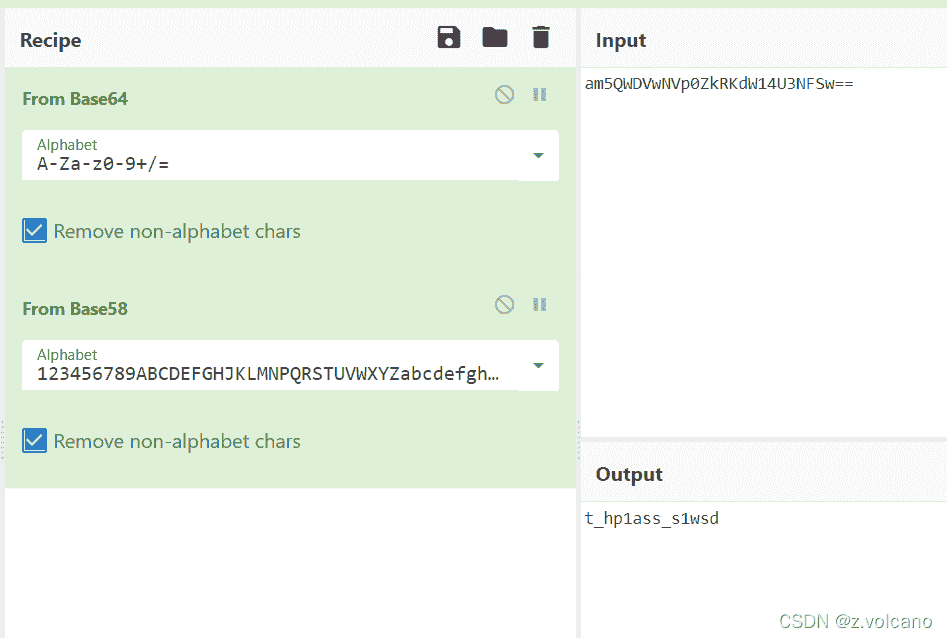 Recipe
From Base64
Alphabet
A-Za-z0-9+/=
Remove non-alphabet chars
From Base58
Alphabet
123456789ABCDEFGHJKLMNPQRSTUVWXYZabcdefgh…
Remove non-alphabet chars
Input
am5QWDVwNVp0ZkRKdW14U3NFSw==
Output
t_hp1ass_s1wsd
CSDN @z.volcano